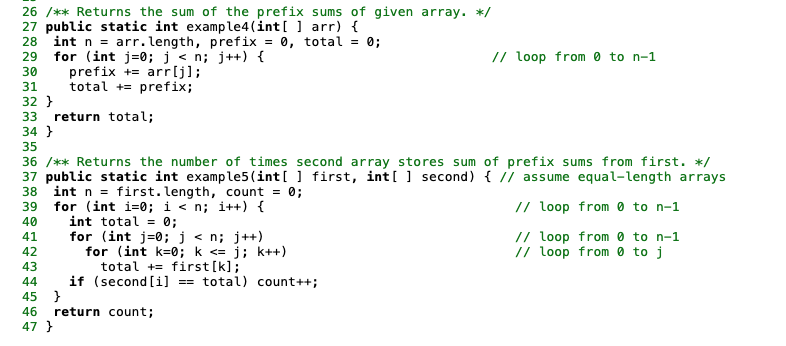 26 /** Returns the sum of the prefix sums of given array. */
27 public static int example4(int[ ] arr) {
28  int n = arr.length, prefix = 0, total = 0;
29  for (int j=0; j < n; j++) {                             // loop from 0 to n-1
30    prefix += arr[j];
31    total += prefix;
32 }
33  return total;
34 }
35
36 /** Returns the number of times second array stores sum of prefix sums from first. */
37 public static int example5(int[ ] first, int[ ] second) { // assume equal-length arrays
38  int n = first.length, count = 0;
39  for (int i=0; i < n; i++) {                                // loop from 0 to n-1
40    int total = 0;
41    for (int j=0; j < n; j++)                                // loop from 0 to n-1
42      for (int k=0; k <= j; k++)                             // loop from 0 to j
43        total += first[k];
44    if (second[i] == total) count++;
45  }
46  return count;
47 }